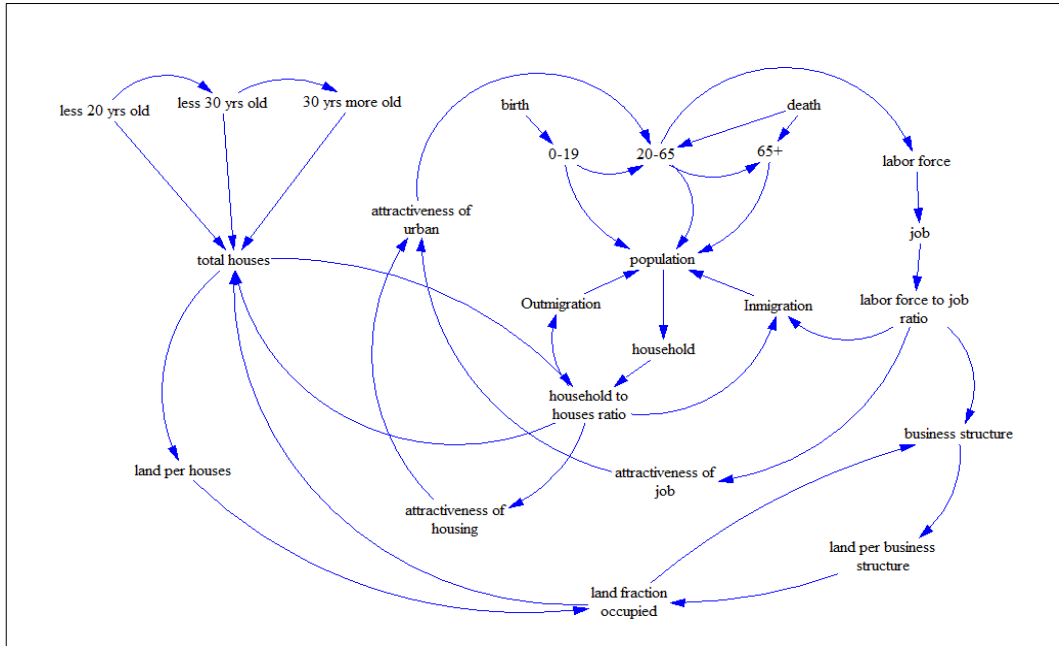 less 20 yrs old
less 30 yrs old
30 yrs more old
birth
death
0-19
20-65
65+
labor force
attractiveness of
urban
job
total houses
population
Outmigration
Inmigration
labor force to job
ratio
household
household to
houses ratio
business structure
land per houses
attractiveness of
job
attractiveness of
housing
land per business
structure
land fraction
occupied